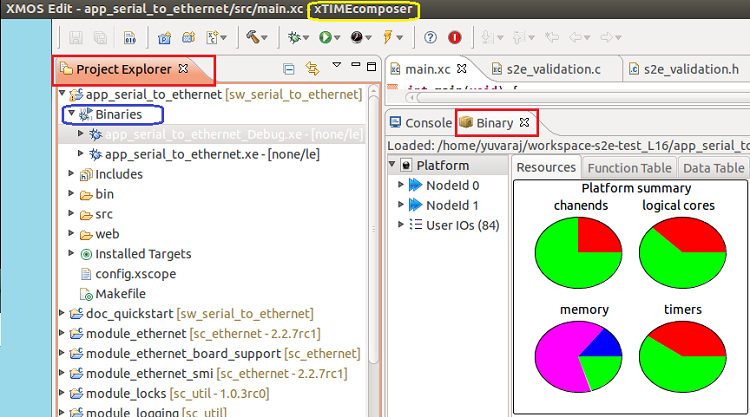 XMOS Edit - app_serial_to_ethernet/src/main.xc xTIMEcomposer
010
Project Explorer
app_serial_to_ethernet [sw_serial_to_ethernet]
Binaries
app_serial_to_ethernet_Debug.xe - [none/le]
app_serial_to_ethernet.xe - [none/le]
Includes
bin
src
web
Installed Targets
config.xscope
Makefile
doc_quickstart [sw_serial_to_ethernet]
module_ethernet [sc_ethernet - 2.2.7rc1]
module_ethernet_board_support [sc_ethernet]
module_ethernet_smi [sc_ethernet - 2.2.7rc1]
module_locks [sc_util - 1.0.3rc0]
module_logging [sc_util]
main.xc s2e_validation.c s2e_validation.h
int main(void) {
Console Binary
Loaded: /home/yuvaraj/workspace-s2e-test_L16/app_serial_to
Platform
NodeId 0
NodeId 1
User IOs (84)
Resources Function Table Data Table
Platform summary
chanends logical cores
memory timers